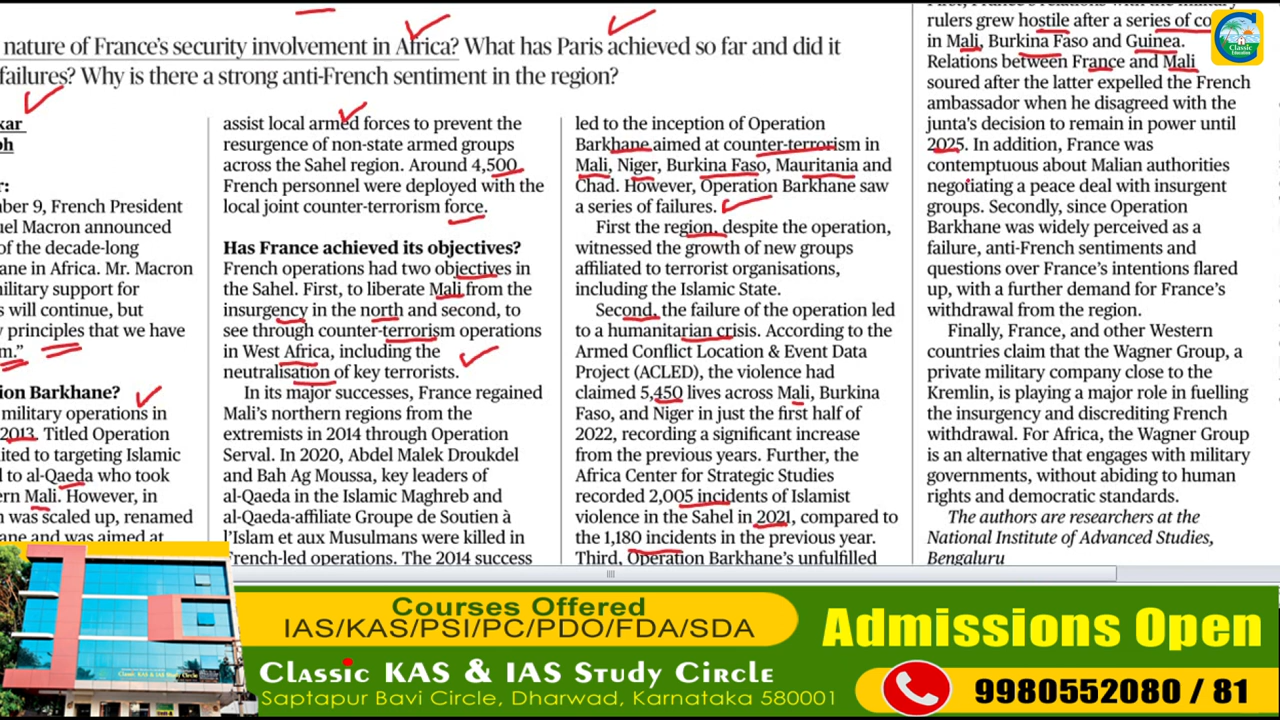 nature of France's security involvement in Africa? What has Paris achieved so far and did it
failures? Why is there a strong anti-French sentiment in the region?
assist local armed forces to prevent the
resurgence of non-state armed groups
across the Sahel region. Around 4,500
French personnel were deployed with the
local joint counter-terrorism force.
Has France achieved its objectives?
French operations had two objectives in
the Sahel. First, to liberate Mali from the
insurgency in the north and second, to
see through counter-terrorism operations
in West Africa, including the
neutralisation of key terrorists.
In its major successes, France regained
Mali's northern regions from the
extremists in 2014 through Operation
Serval. In 2020, Abdel Malek Droukdel
and Bah Ag Moussa, key leaders of
al-Qaeda in the Islamic Maghreb and
al-Qaeda-affiliate Groupe de Soutien à
l'Islam et aux Musulmans were killed in
French-led operations. The 2014 success
led to the inception of Operation
Barkhane aimed at counter-terrorism in
Mali, Niger, Burkina Faso, Mauritania and
Chad. However, Operation Barkhane saw
a series of failures.
First the region, despite the operation,
witnessed the growth of new groups
affiliated to terrorist organisations,
including the Islamic State.
Second, the failure of the operation led
to a humanitarian crisis. According to the
Armed Conflict Location & Event Data
Project (ACLED), the violence had
claimed 5,450 lives across Mali, Burkina
Faso, and Niger in just the first half of
2022, recording a significant increase
from the previous years. Further, the
Africa Center for Strategic Studies
recorded 2,005 incidents of Islamist
violence in the Sahel in 2021, compared to
the 1,180 incidents in the previous year.
Third, Operation Barkhane's unfulfilled
rulers grew hostile after a series of
in Mali, Burkina Faso and Guinea.
Relations between France and Mali
soured after the latter expelled the French
ambassador when he disagreed with the
junta's decision to remain in power until
2025. In addition, France was
contemptuous about Malian authorities
negotiating a peace deal with insurgent
groups. Secondly, since Operation
Barkhane was widely perceived as a
failure, anti-French sentiments and
questions over France's intentions flared
up, with a further demand for France's
withdrawal from the region.
Finally, France, and other Western
countries claim that the Wagner Group, a
private military company close to the
Kremlin, is playing a major role in fuelling
the insurgency and discrediting French
withdrawal. For Africa, the Wagner Group
is an alternative that engages with military
governments, without abiding to human
rights and democratic standards.
The authors are researchers at the
National Institute of Advanced Studies,
Bengaluru
ber 9, French President
uel Macron announced
of the decade-long
ane in Africa. Mr. Macron
military support for
s will continue, but
principles that we have
m."
ion Barkhane?
military operations in
2013. Titled Operation
ited to targeting Islamic
d to al-Qaeda who took
ern Mali. However, in
n was scaled up, renamed
ane and was aimed at
Classic
Education
Courses Offered
IAS/KAS/PSI/PC/PDO/FDA/SDA
Classic KAS & IAS Study Circle
Saptapur Bavi Circle, Dharwad, Karnataka 580001
Admissions Open
9980552080 / 81